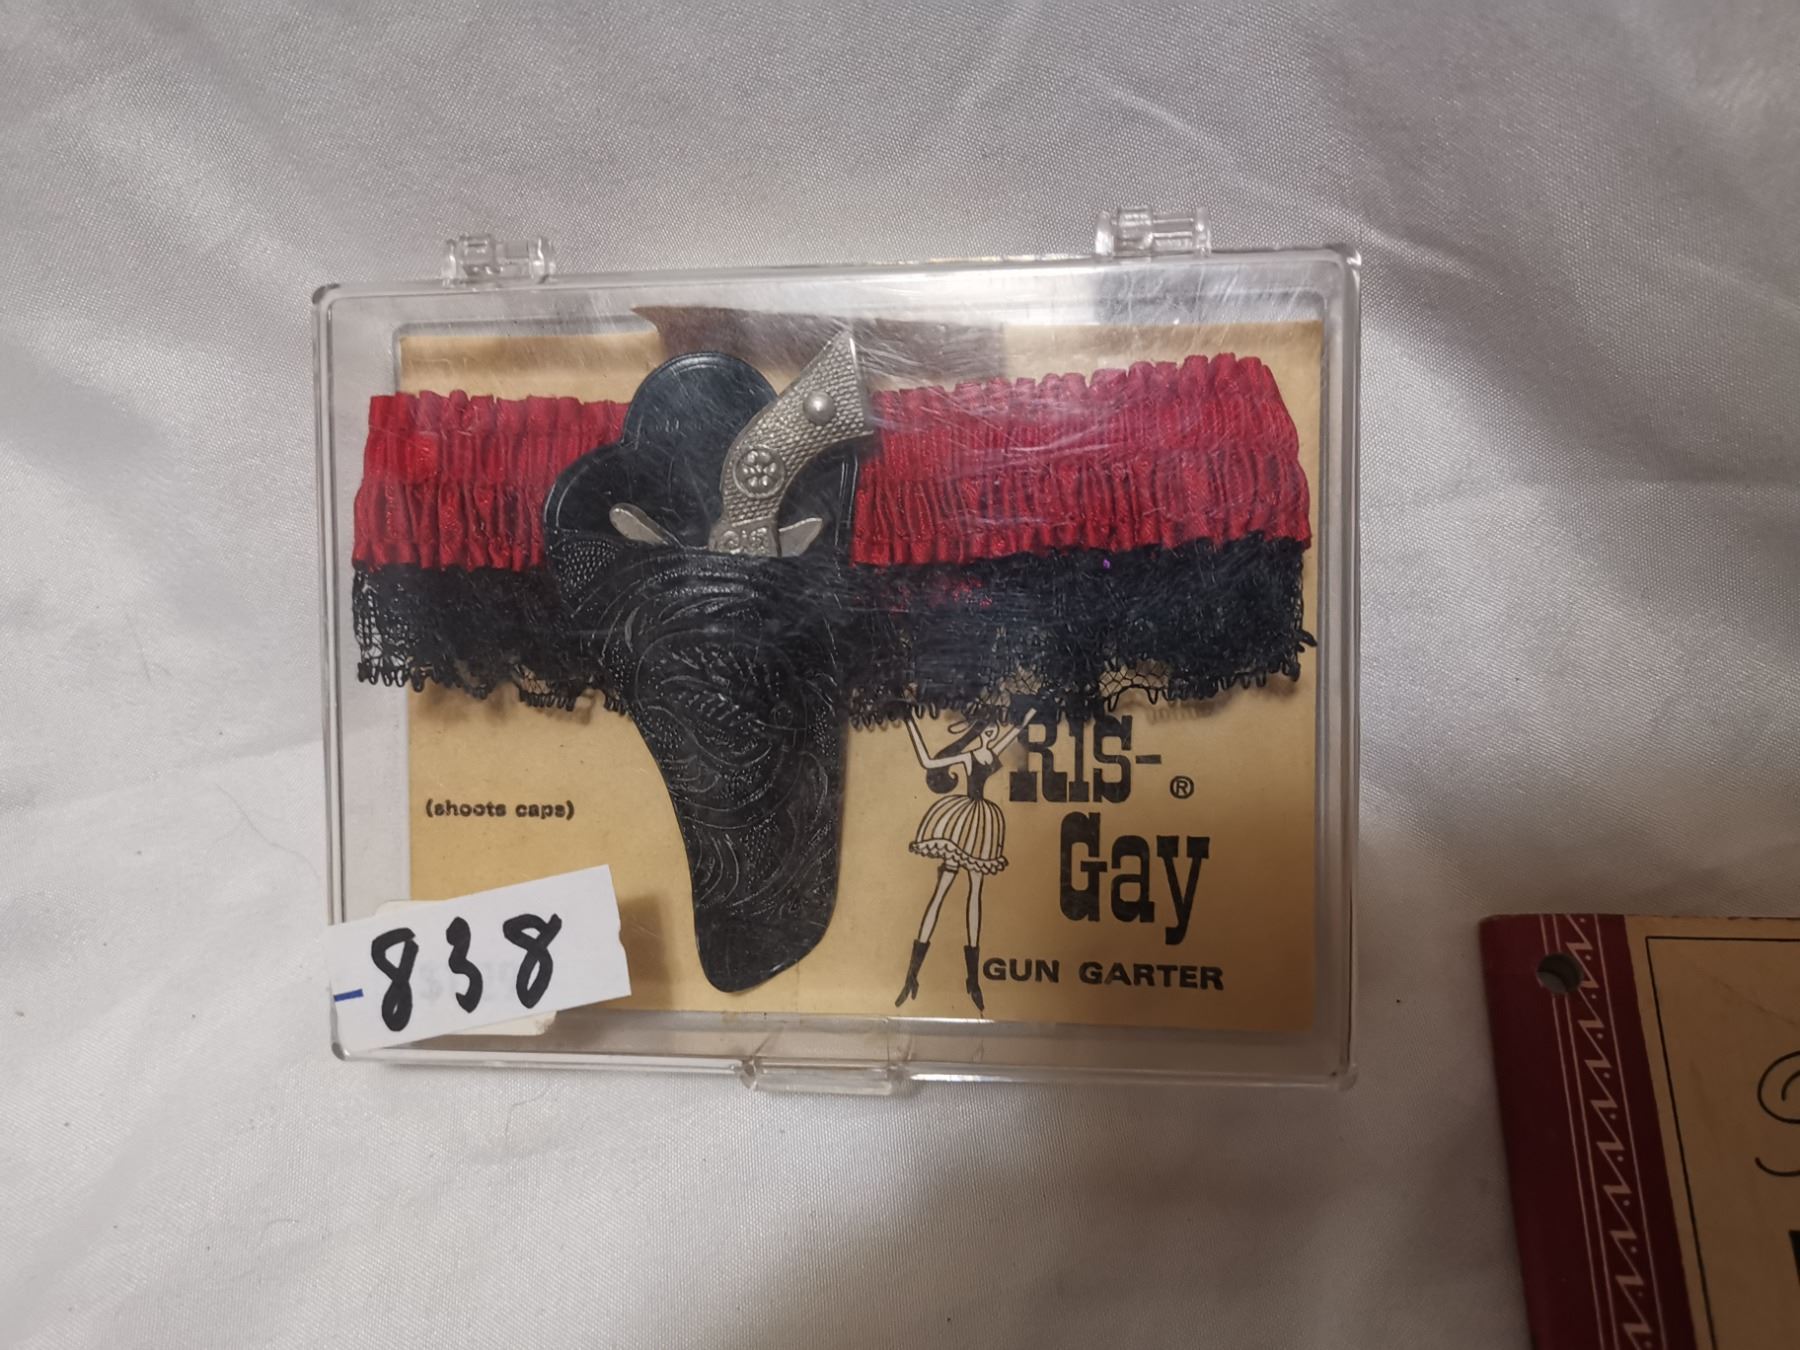 (shoots caps)
Ris-®
Gay
GUN GARTER
838